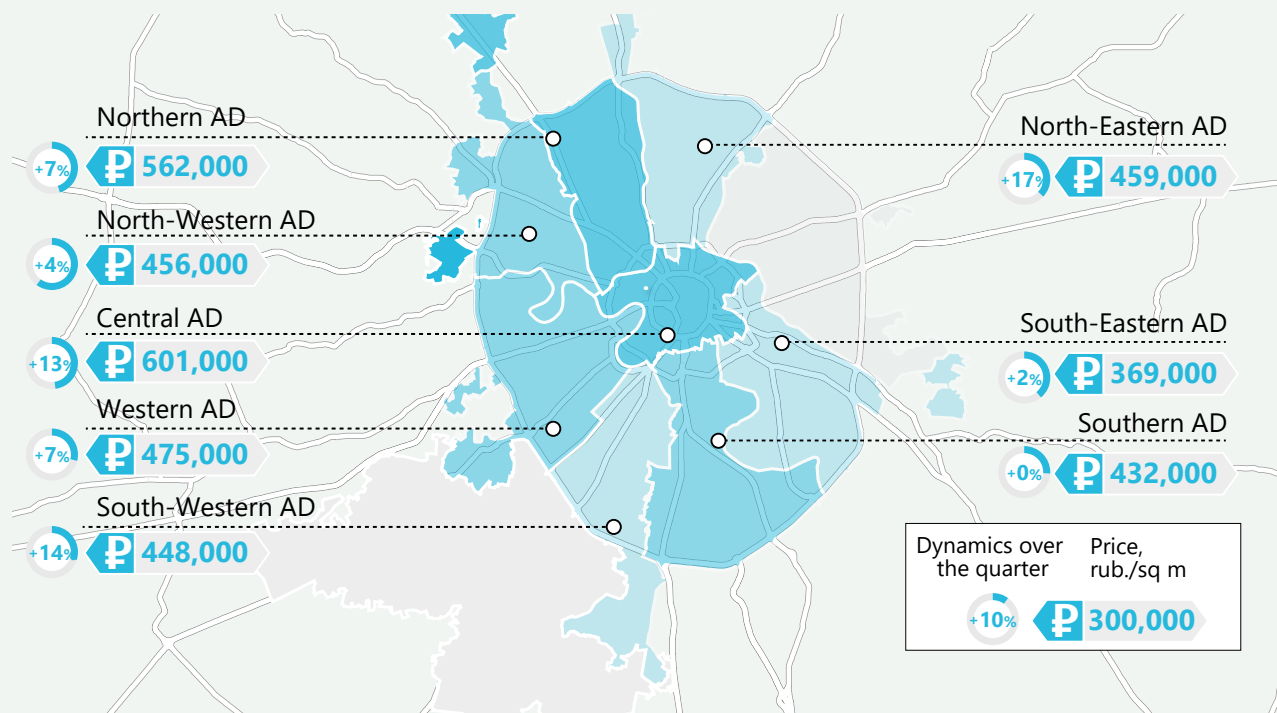 Northern AD
+7%
₽ 562,000
North-Western AD
+4%
₽ 456,000
Central AD
+13%
₽ 601,000
Western AD
+7%
₽ 475,000
South-Western AD
+14%
₽ 448,000
North-Eastern AD
+17%
₽ 459,000
South-Eastern AD
+2%
₽ 369,000
Southern AD
+0%
₽ 432,000
Dynamics over
the quarter
Price,
rub./sq m
+10%
₽ 300,000